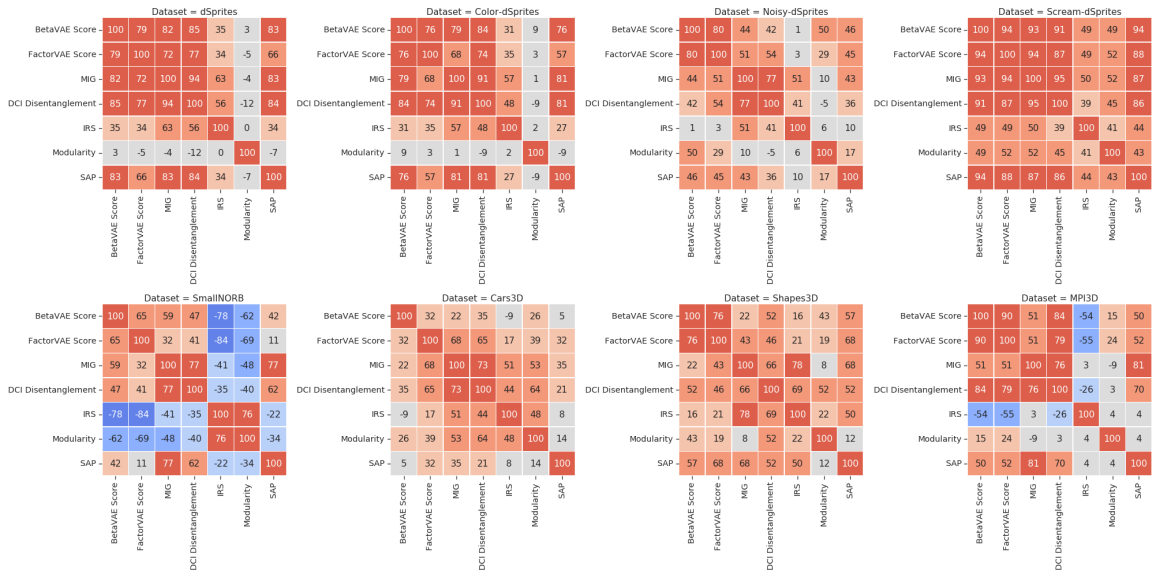 Dataset = dSprites
BetaVAE Score 100 79 82 85 35 3 83
FactorVAE Score 79 100 72 77 34 -5 66
MIG 82 72 100 94 63 -4 83
DCI Disentanglement 85 77 94 100 56 -12 84
IRS 35 34 63 56 100 0 34
Modularity 3 -5 -4 -12 0 100 -7
SAP 83 66 83 84 34 -7 100
BetaVAE Score
FactorVAE Score
MIG
DCI Disentanglement
IRS
Modularity
SAP
Dataset = Color-dSprites
BetaVAE Score 100 76 79 84 31 9 76
FactorVAE Score 76 100 68 74 35 3 57
MIG 79 68 100 91 57 1 81
DCI Disentanglement 84 74 91 100 48 -9 81
IRS 31 35 57 48 100 2 27
Modularity 9 3 1 -9 2 100 -9
SAP 76 57 81 81 27 -9 100
BetaVAE Score
FactorVAE Score
MIG
DCI Disentanglement
IRS
Modularity
SAP
Dataset = Noisy-dSprites
BetaVAE Score 100 80 44 42 1 50 46
FactorVAE Score 80 100 51 54 3 29 45
MIG 44 51 100 77 51 10 43
DCI Disentanglement 42 54 77 100 41 -5 36
IRS 1 3 51 41 100 6 10
Modularity 50 29 10 -5 6 100 17
SAP 46 45 43 36 10 17 100
BetaVAE Score
FactorVAE Score
MIG
DCI Disentanglement
IRS
Modularity
SAP
Dataset = Scream-dSprites
BetaVAE Score 100 94 93 91 49 49 94
FactorVAE Score 94 100 94 87 49 52 88
MIG 93 94 100 95 50 52 87
DCI Disentanglement 91 87 95 100 39 45 86
IRS 49 49 50 39 100 41 44
Modularity 49 52 52 45 41 100 43
SAP 94 88 87 86 44 43 100
BetaVAE Score
FactorVAE Score
MIG
DCI Disentanglement
IRS
Modularity
SAP
Dataset = SmallNORB
BetaVAE Score 100 65 59 47 -78 -62 42
FactorVAE Score 65 100 32 41 -84 -69 11
MIG 59 32 100 77 -41 -48 77
DCI Disentanglement 47 41 77 100 -35 -40 62
IRS -78 -84 -41 -35 100 76 -22
Modularity -62 -69 -48 -40 76 100 -34
SAP 42 11 77 62 -22 -34 100
BetaVAE Score
FactorVAE Score
MIG
DCI Disentanglement
IRS
Modularity
SAP
Dataset = Cars3D
BetaVAE Score 100 32 22 35 -9 26 5
FactorVAE Score 32 100 68 65 17 39 32
MIG 22 68 100 73 51 53 35
DCI Disentanglement 35 65 73 100 44 64 21
IRS -9 17 51 44 100 48 8
Modularity 26 39 53 64 48 100 14
SAP 5 32 35 21 8 14 100
BetaVAE Score
FactorVAE Score
MIG
DCI Disentanglement
IRS
Modularity
SAP
Dataset = Shapes3D
BetaVAE Score 100 76 22 52 16 43 57
FactorVAE Score 76 100 43 46 21 19 68
MIG 22 43 100 66 78 8 68
DCI Disentanglement 52 46 66 100 69 52 52
IRS 16 21 78 69 100 22 50
Modularity 43 19 8 52 22 100 12
SAP 57 68 68 52 50 12 100
BetaVAE Score
FactorVAE Score
MIG
DCI Disentanglement
IRS
Modularity
SAP
Dataset = MPI3D
BetaVAE Score 100 90 51 84 -54 15 50
FactorVAE Score 90 100 51 79 -55 24 52
MIG 51 51 100 76 3 -9 81
DCI Disentanglement 84 79 76 100 -26 3 70
IRS -54 -55 3 -26 100 4 4
Modularity 15 24 -9 3 4 100 4
SAP 50 52 81 70 4 4 100
BetaVAE Score
FactorVAE Score
MIG
DCI Disentanglement
IRS
Modularity
SAP